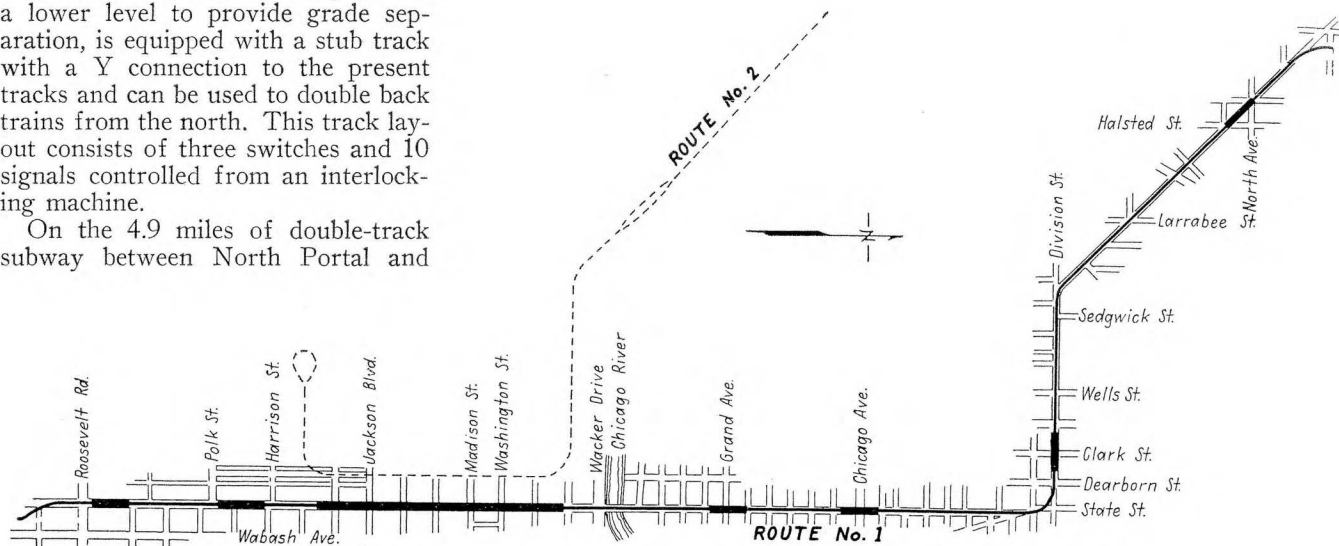 a lower level to provide grade sep-
aration, is equipped with a stub track
with a Y connection to the present
tracks and can be used to double back
trains from the north. This track lay-
out consists of three switches and 10
signals controlled from an interlock-
ing machine.
On the 4.9 miles of double-track
subway between North Portal and
ROUTE No. 2
N
Halsted St.
North Ave.
Larrabee St.
Division St.
Sedgwick St.
Wells St.
Clark St.
Dearborn St.
State St.
Roosevelt Rd.
Polk St.
Harrison St.
Jackson Blvd.
Madison St.
Washington St.
Wacker Drive
Chicago River
Grand Ave.
Chicago Ave.
Wabash Ave.
ROUTE No. 1